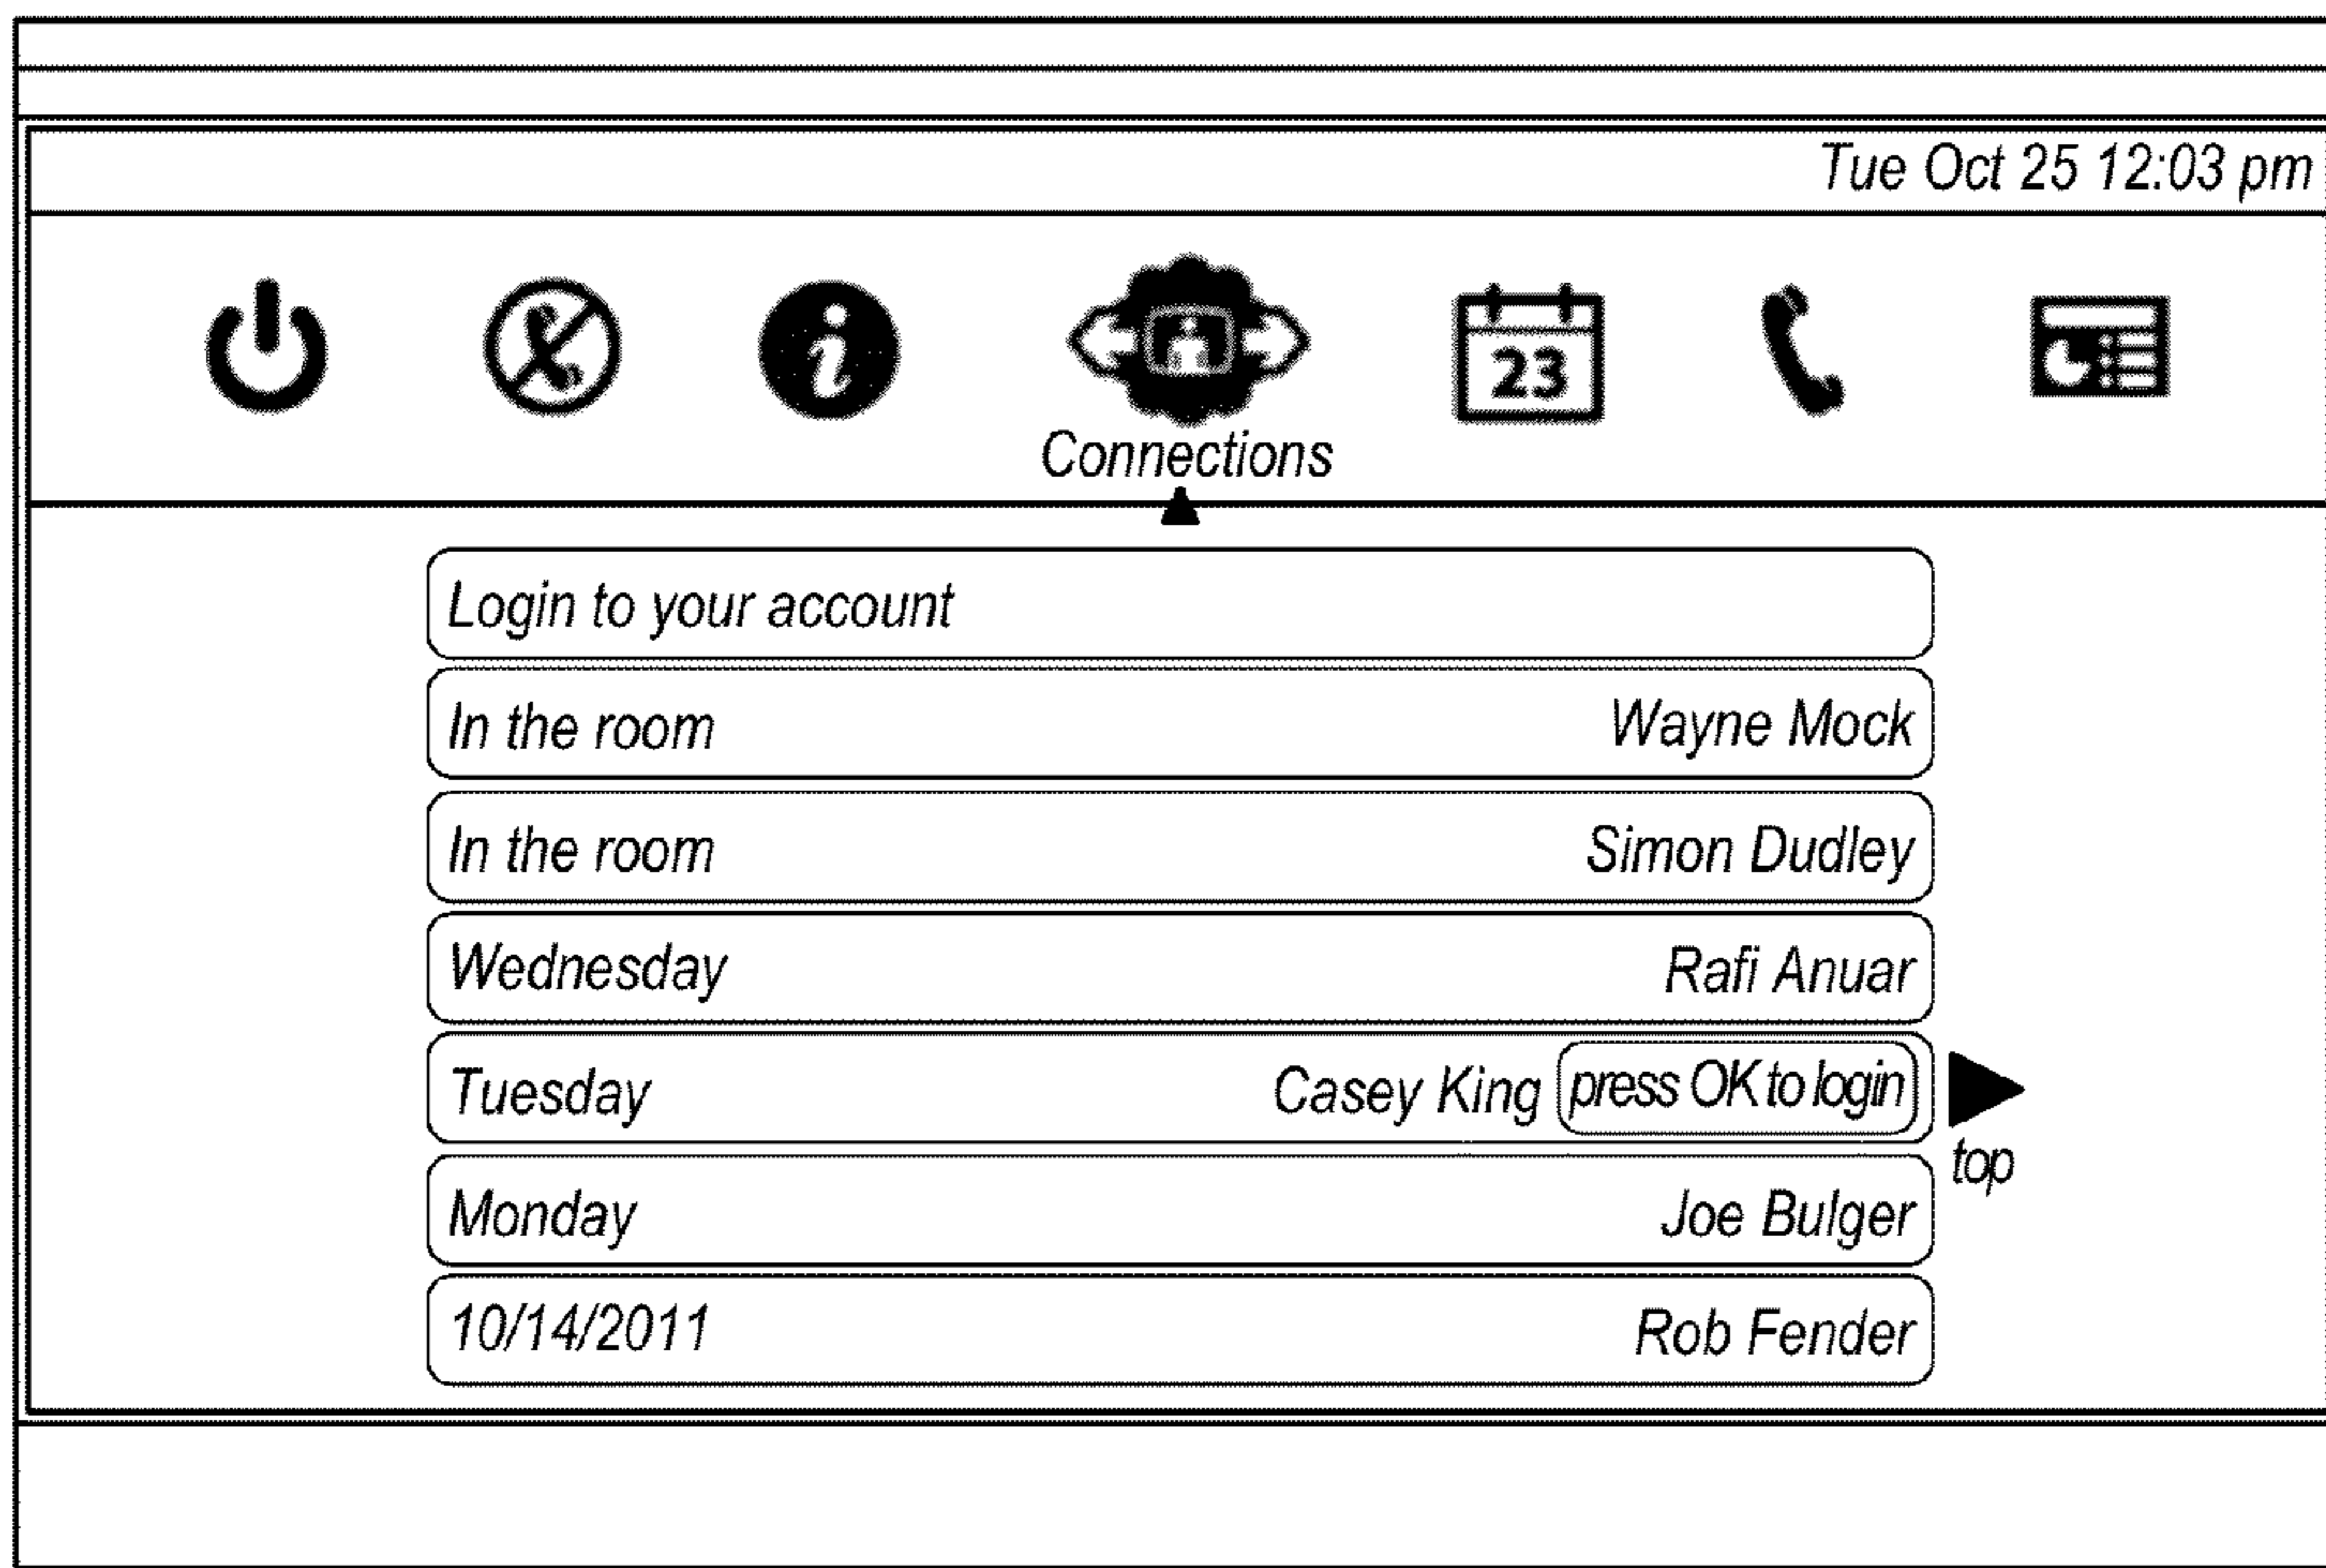 Tue Oct 25 12:03 pm
i
23
Connections
Login to your account
In the room Wayne Mock
In the room Simon Dudley
Wednesday Rafi Anuar
Tuesday Casey King press OK to login
top
Monday Joe Bulger
10/14/2011 Rob Fender